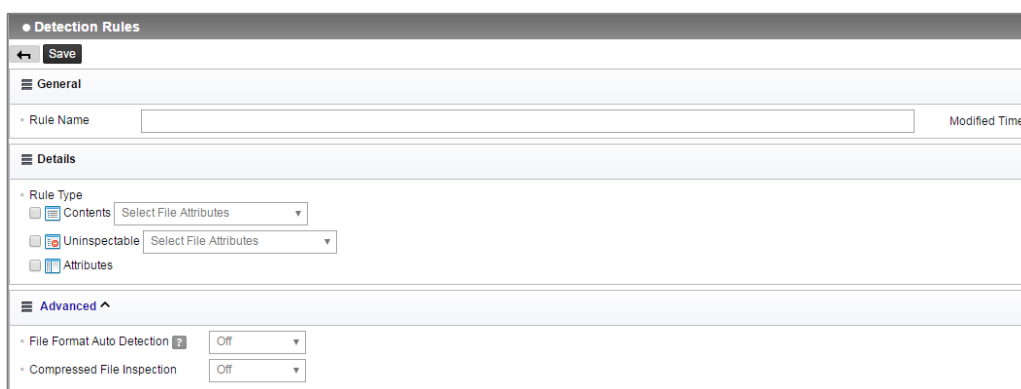 Detection Rules
Save
General
Rule Name Modified Time
Details
Rule Type
Contents Select File Attributes
Uninspectable Select File Attributes
Attributes
Advanced
File Format Auto Detection ? Off
Compressed File Inspection Off